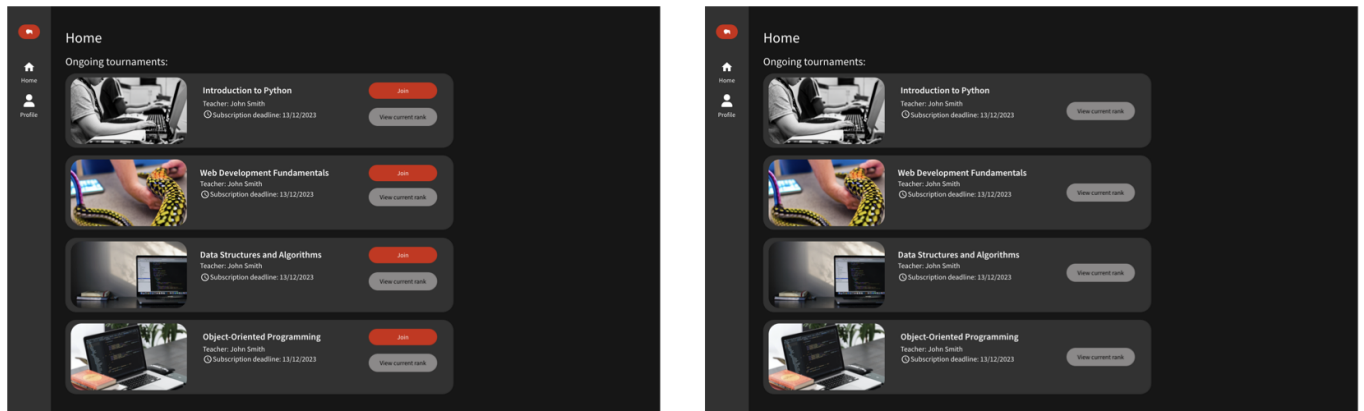 Home
Ongoing tournaments:
Home
Profile
Introduction to Python
Teacher: John Smith
Subscription deadline: 13/12/2023
Join
View current rank
Web Development Fundamentals
Teacher: John Smith
Subscription deadline: 13/12/2023
Join
View current rank
Data Structures and Algorithms
Teacher: John Smith
Subscription deadline: 13/12/2023
Join
View current rank
Object-Oriented Programming
Teacher: John Smith
Subscription deadline: 13/12/2023
Join
View current rank
Home
Ongoing tournaments:
Home
Profile
Introduction to Python
Teacher: John Smith
Subscription deadline: 13/12/2023
View current rank
Web Development Fundamentals
Teacher: John Smith
Subscription deadline: 13/12/2023
View current rank
Data Structures and Algorithms
Teacher: John Smith
Subscription deadline: 13/12/2023
View current rank
Object-Oriented Programming
Teacher: John Smith
Subscription deadline: 13/12/2023
View current rank